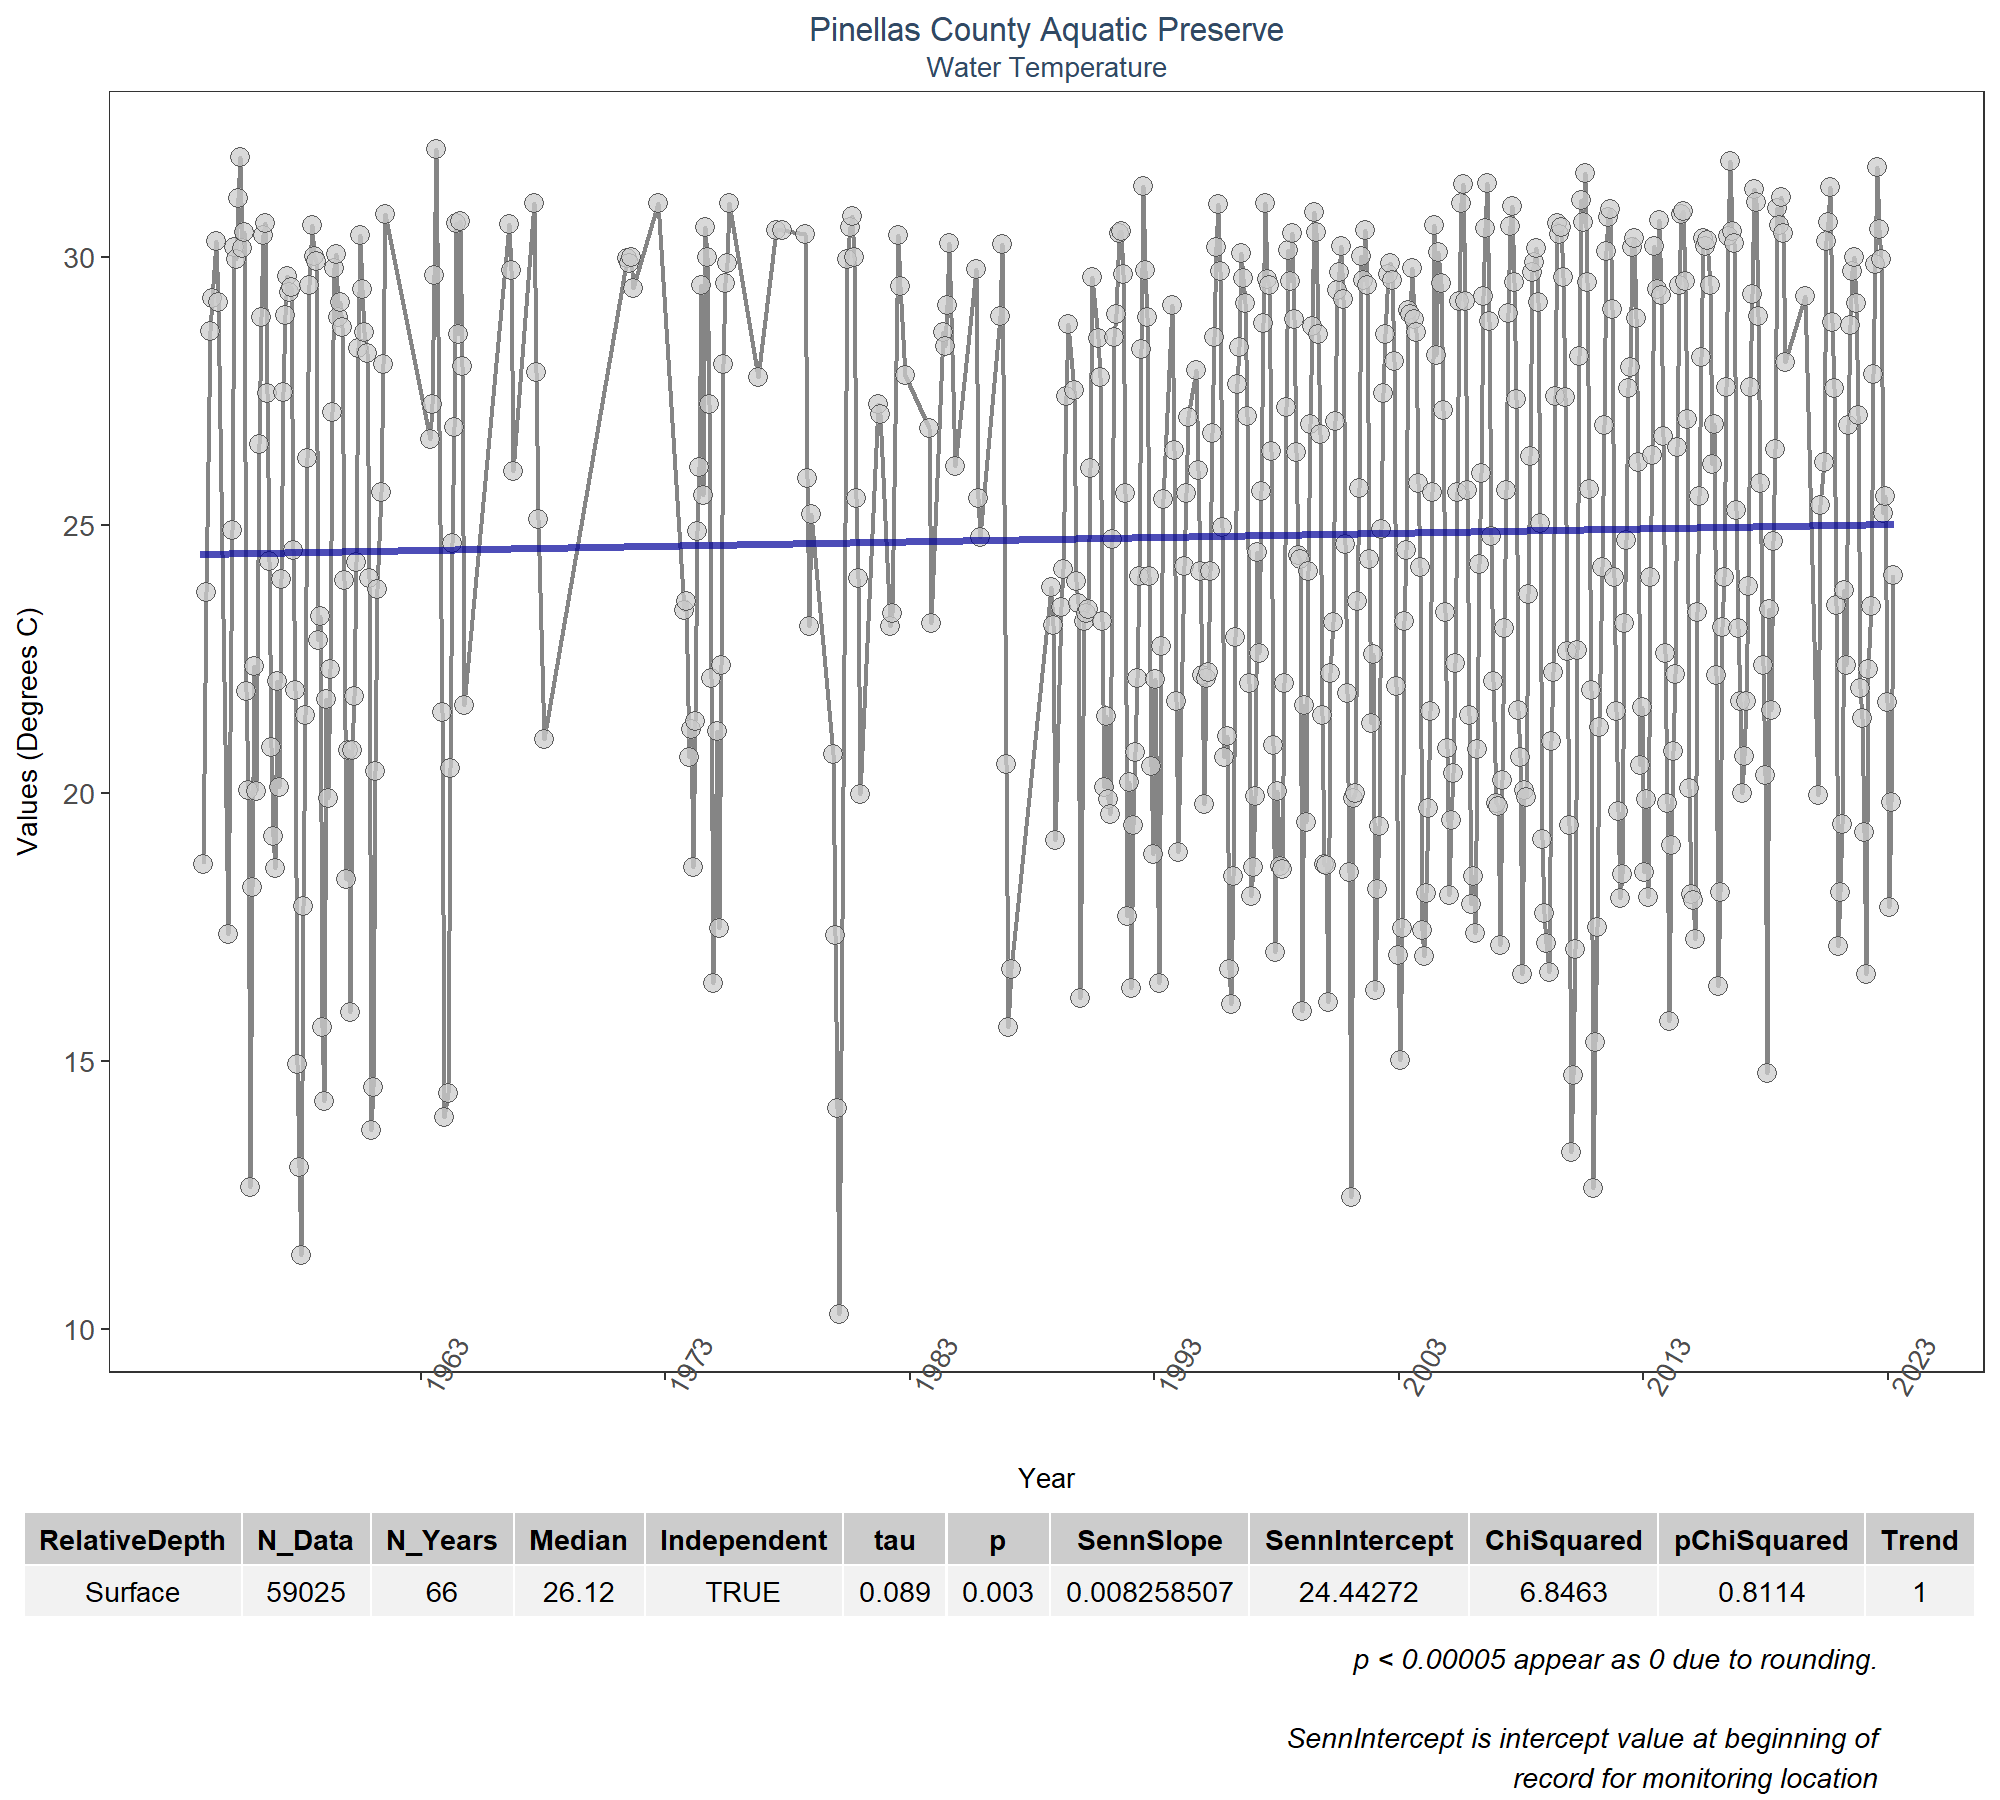 Pinellas County Aquatic Preserve
Water Temperature
Values (Degrees C)
30
25
20
15
10
1963
1973
1983
1993
2003
2013
2023
Year
RelativeDepth N_Data N_Years Median Independent tau p SennSlope SennIntercept ChiSquared pChiSquared Trend
Surface 59025 66 26.12 TRUE 0.089 0.003 0.008258507 24.44272 6.8463 0.8114 1
p < 0.00005 appear as 0 due to rounding.
SennIntercept is intercept value at beginning of
record for monitoring location